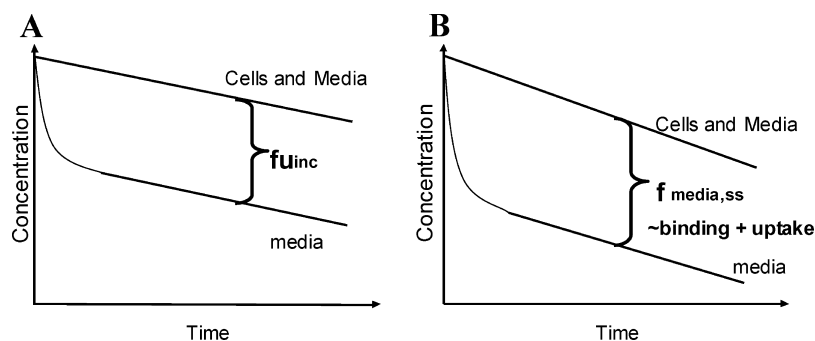 A
Concentration
Cells and Media
fuinc
media
Time
B
Concentration
Cells and Media
f media,ss
~binding + uptake
media
Time